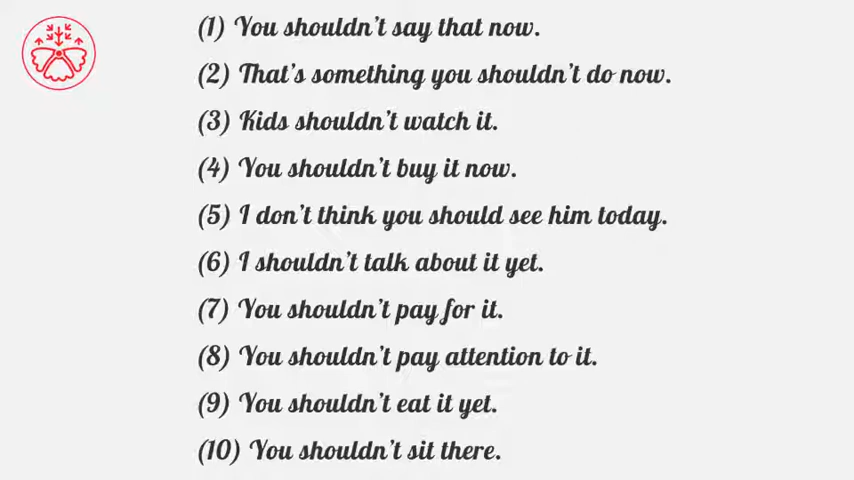 (1) You shouldn't say that now.
(2) That's something you shouldn't do now.
(3) Kids shouldn't watch it.
(4) You shouldn't buy it now.
(5) I don't think you should see him today.
(6) I shouldn't talk about it yet.
(7) You shouldn't pay for it.
(8) You shouldn't pay attention to it.
(9) You shouldn't eat it yet.
(10) You shouldn't sit there.